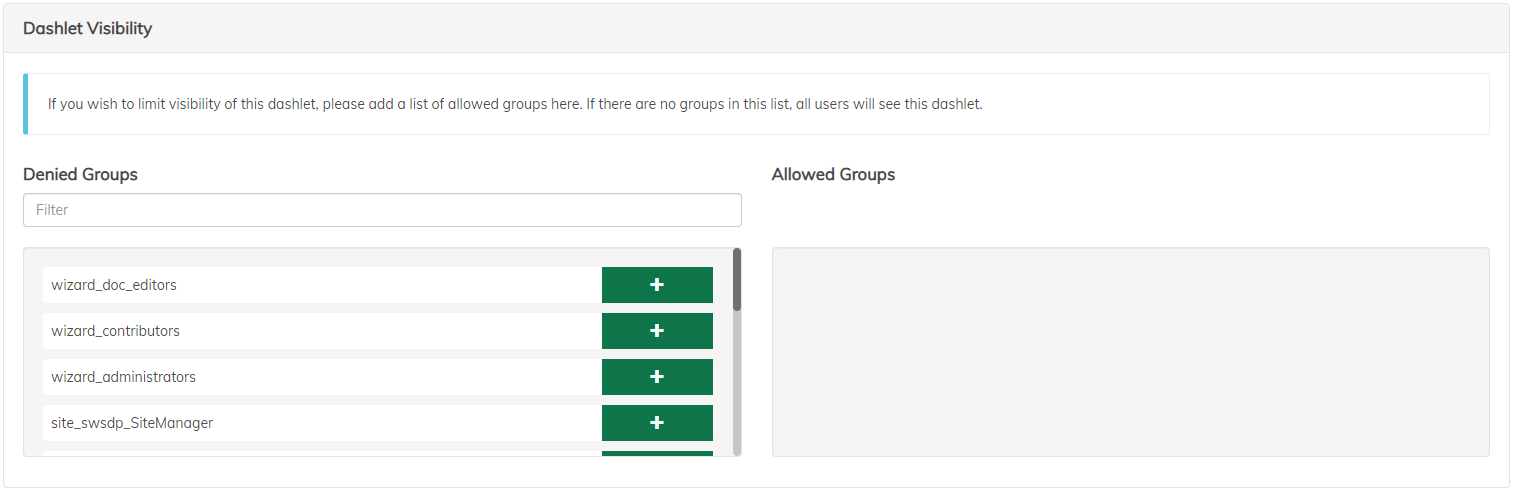 Dashlet Visibility
If you wish to limit visibility of this dashlet, please add a list of allowed groups here. If there are no groups in this list, all users will see this dashlet.
Denied Groups
Filter
wizard_doc_editors
+
wizard_contributors
+
wizard_administrators
+
site_swsdp_SiteManager
+
Allowed Groups